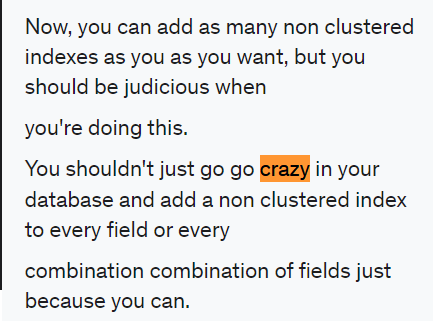 Now, you can add as many non clustered
indexes as you as you want, but you
should be judicious when
you're doing this.
You shouldn't just go go crazy in your
database and add a non clustered index
to every field or every
combination combination of fields just
because you can.